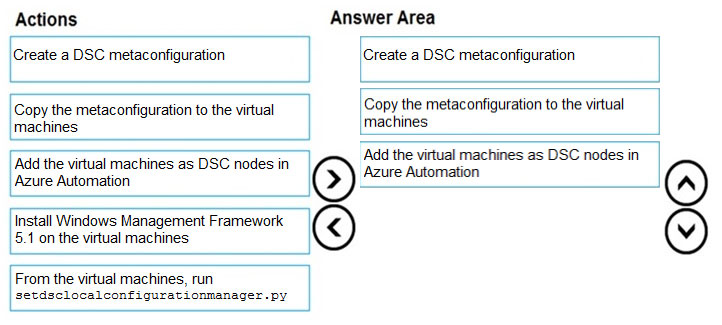 Actions
Create a DSC metaconfiguration
Copy the metaconfiguration to the virtual
machines
Add the virtual machines as DSC nodes in
Azure Automation
Install Windows Management Framework
5.1 on the virtual machines
From the virtual machines, run
setdsclocalconfigurationmanager.py
Answer Area
Create a DSC metaconfiguration
Copy the metaconfiguration to the virtual
machines
Add the virtual machines as DSC nodes in
Azure Automation